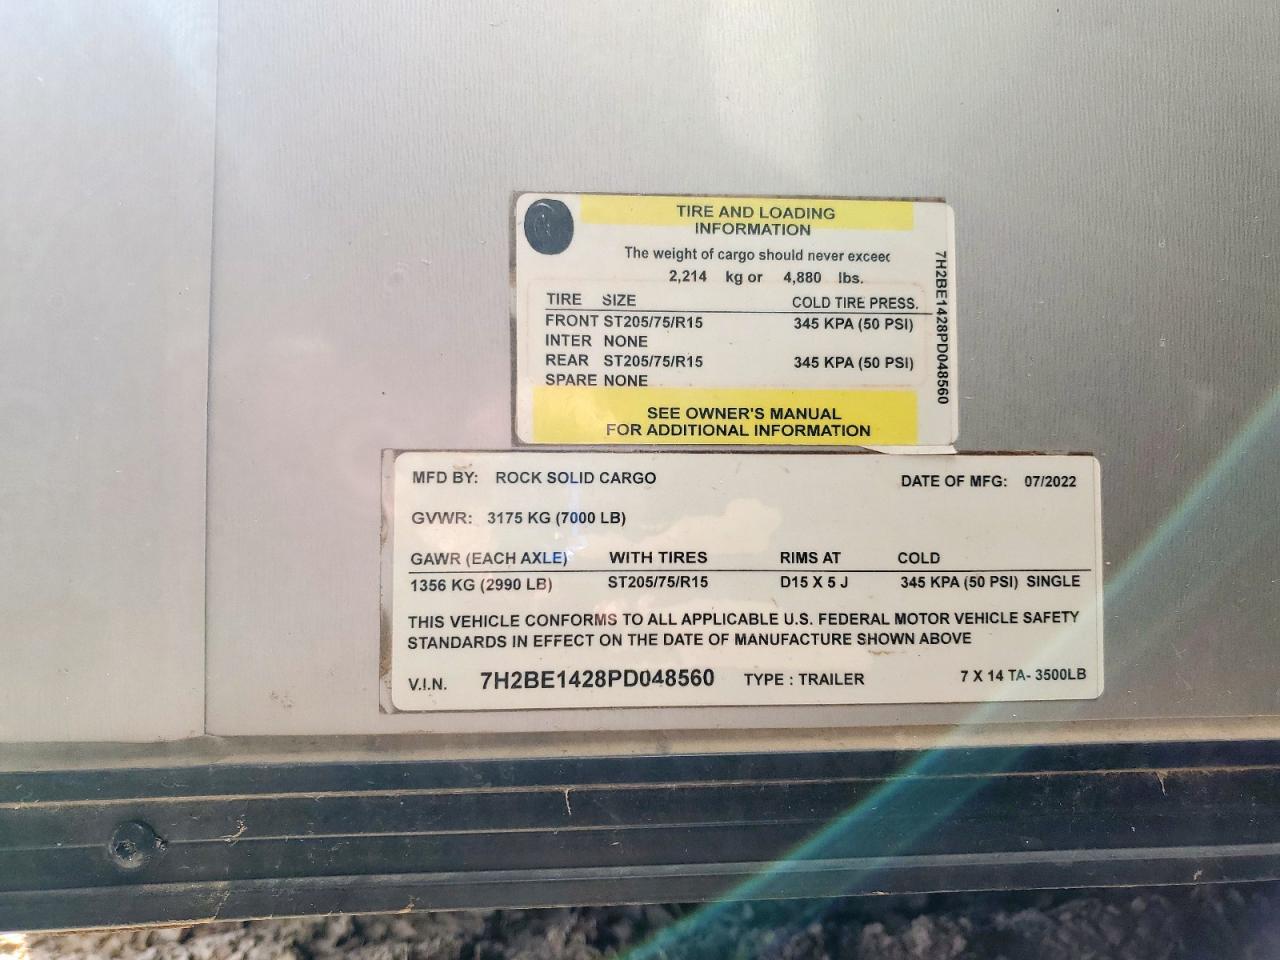 TIRE AND LOADING
INFORMATION
The weight of cargo should never exceed
2,214 kg or 4,880 lbs.
TIRE SIZE COLD TIRE PRESS.
FRONT ST205/75/R15 345 KPA (50 PSI)
INTER NONE
REAR ST205/75/R15 345 KPA (50 PSI)
SPARE NONE
SEE OWNER'S MANUAL
FOR ADDITIONAL INFORMATION
7H2BE1428PD048560
MFD BY: ROCK SOLID CARGO DATE OF MFG: 07/2022
GVWR: 3175 KG (7000 LB)
GAWR (EACH AXLE) WITH TIRES RIMS AT COLD
1356 KG (2990 LB) ST205/75/R15 D15 X 5 J 345 KPA (50 PSI) SINGLE
THIS VEHICLE CONFORMS TO ALL APPLICABLE U.S. FEDERAL MOTOR VEHICLE SAFETY
STANDARDS IN EFFECT ON THE DATE OF MANUFACTURE SHOWN ABOVE
V.I.N. 7H2BE1428PD048560 TYPE : TRAILER 7 X 14 TA- 3500LB